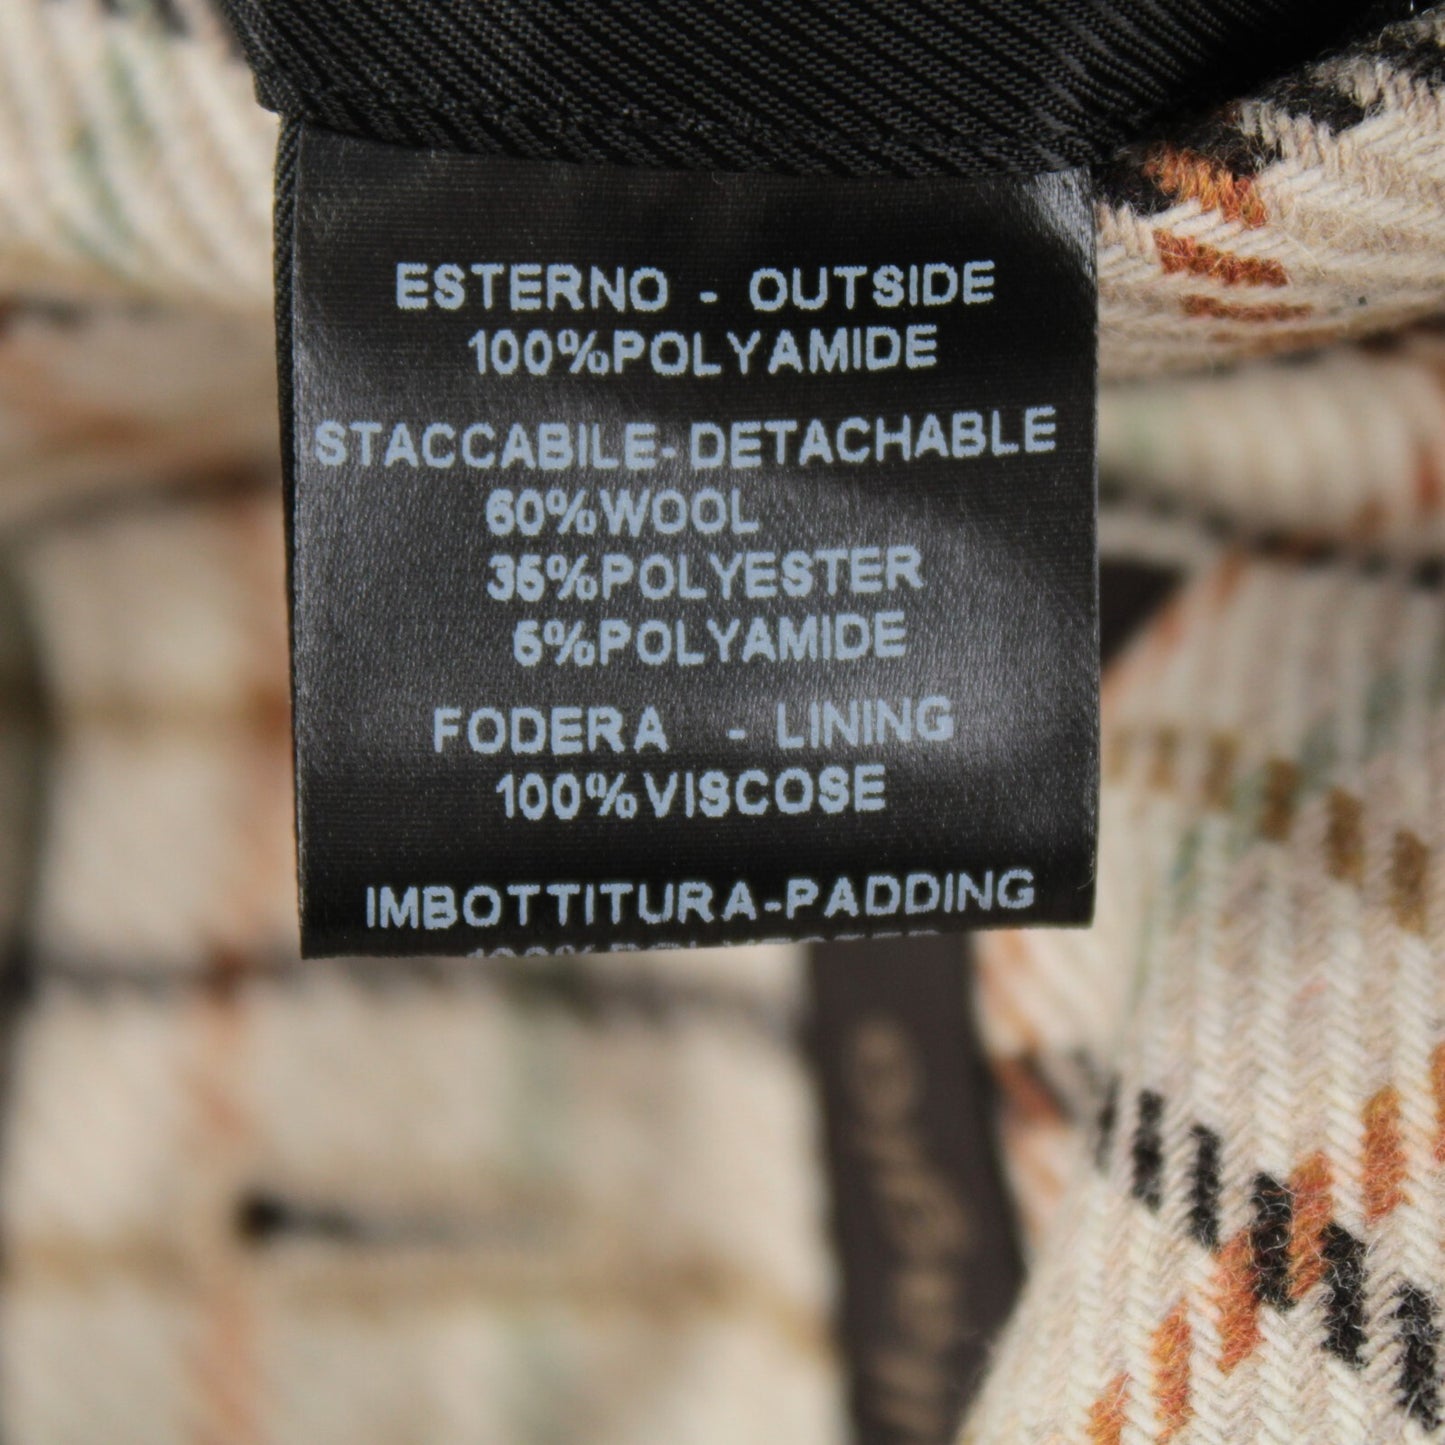 ESTERNO - OUTSIDE
100%POLYAMIDE
STACCABILE-DETACHABLE
60%WOOL
35%POLYESTER
5%POLYAMIDE
FODERA - LINING
100%VISCOSE
IMBOTTITURA-PADDING